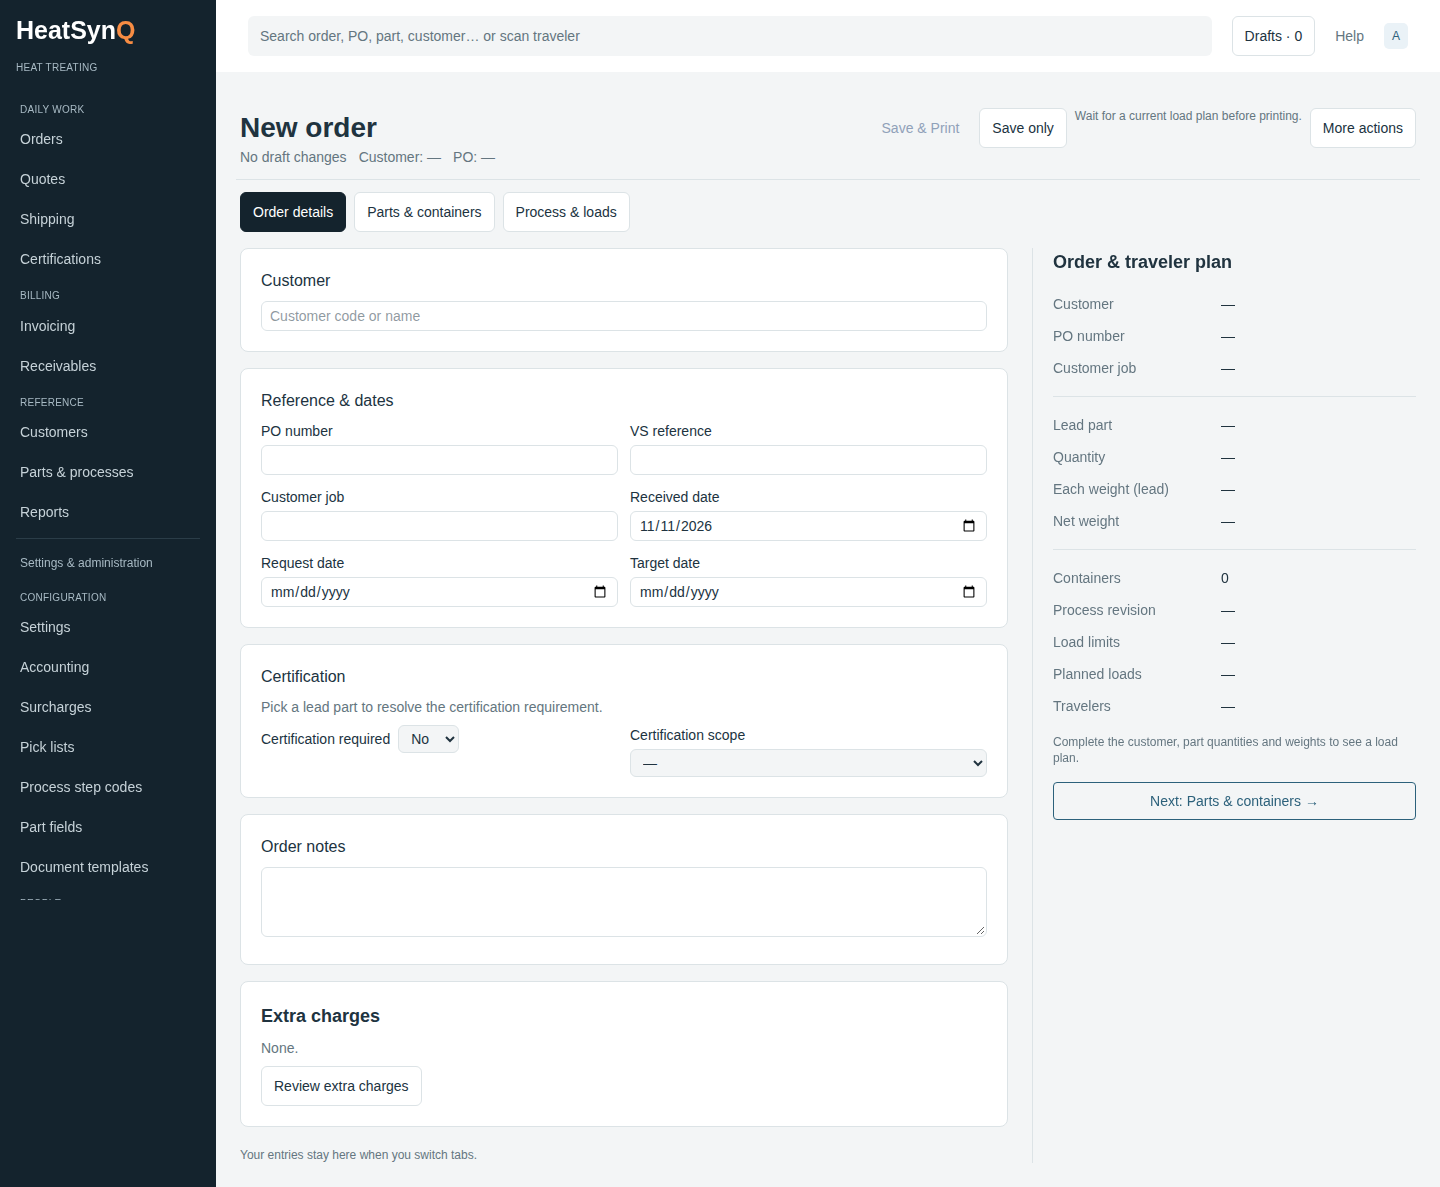 HeatSynQ
HEAT TREATING
DAILY WORK
Orders
Quotes
Shipping
Certifications
BILLING
Invoicing
Receivables
REFERENCE
Customers
Parts & processes
Reports
Settings & administration
CONFIGURATION
Settings
Accounting
Surcharges
Pick lists
Process step codes
Part fields
Document templates
Search order, PO, part, customer… or scan traveler
Drafts · 0
Help
A
New order
No draft changes Customer: — PO: —
Save & Print
Save only
Wait for a current load plan before printing.
More actions
Order details
Parts & containers
Process & loads
Customer
Customer code or name
Reference & dates
PO number
VS reference
Customer job
Received date
11/11/2026
Request date
Target date
mm/dd/yyyy
mm/dd/yyyy
Certification
Pick a lead part to resolve the certification requirement.
Certification required No
Certification scope
—
Order notes
Extra charges
None.
Review extra charges
Your entries stay here when you switch tabs.
Order & traveler plan
Customer —
PO number —
Customer job —
Lead part —
Quantity —
Each weight (lead) —
Net weight —
Containers 0
Process revision —
Load limits —
Planned loads —
Travelers —
Complete the customer, part quantities and weights to see a load
plan.
Next: Parts & containers →